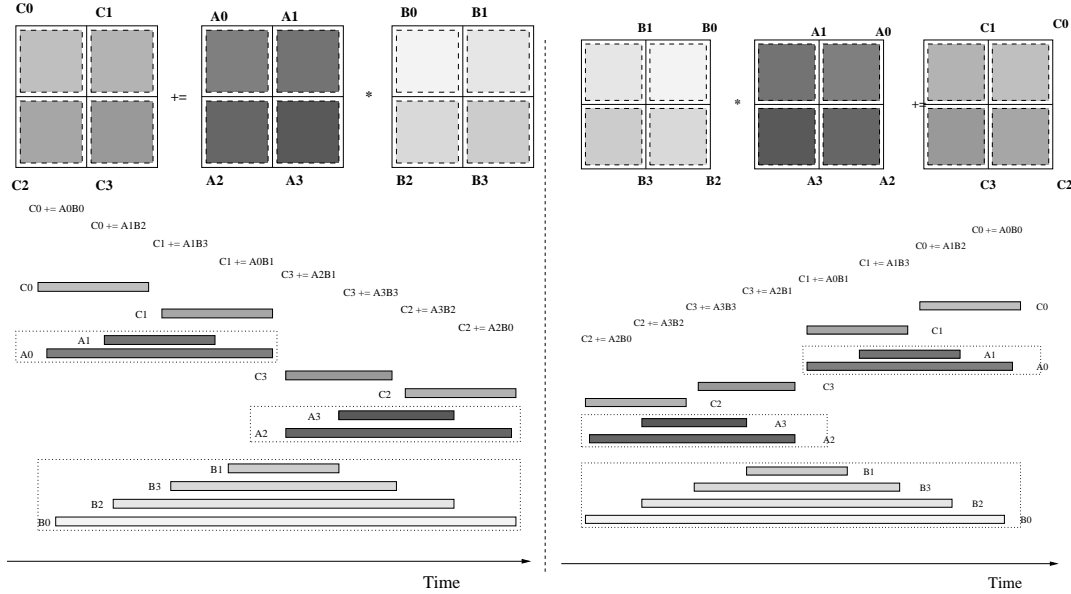 C0 C1 A0 A1 B0 B1
+= *
C2 C3 A2 A3 B2 B3
C0 += A0B0
C0 += A1B2
C1 += A1B3
C1 += A0B1
C3 += A2B1
C3 += A3B3
C2 += A3B2
C2 += A2B0
C0
C1
A1
A0
C3
C2
A3
A2
B1
B3
B2
B0
Time
B1 B0 A1 A0 C1 C0
* +=
B3 B2 A3 A2 C3 C2
C0 += A0B0
C0 += A1B2
C1 += A1B3
C1 += A0B1
C3 += A2B1
C3 += A3B3
C2 += A3B2
C2 += A2B0
C0
C1
A1
A0
C3
C2
A3
A2
B1
B3
B2
B0
Time